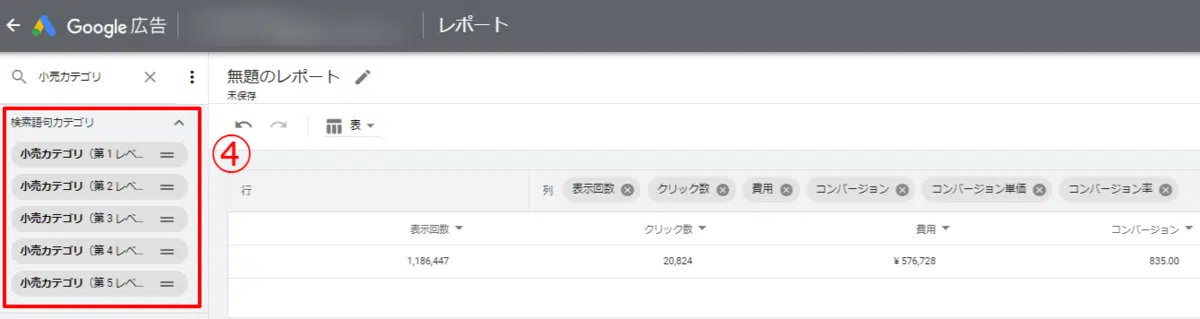 Google 広告 レポート
小売カテゴリ
無題のレポート
未保存
検索語句カテゴリ
表
④
小売カテゴリ (第 1 レベ...
小売カテゴリ (第 2 レベ...
小売カテゴリ (第 3 レベ...
小売カテゴリ (第 4 レベ...
小売カテゴリ (第 5 レベ...
行 列 表示回数 クリック数 費用 コンバージョン コンバージョン単価 コンバージョン率
表示回数 クリック数 費用 コンバージョン
1,186,447 20,824 ¥ 576,728 835.00